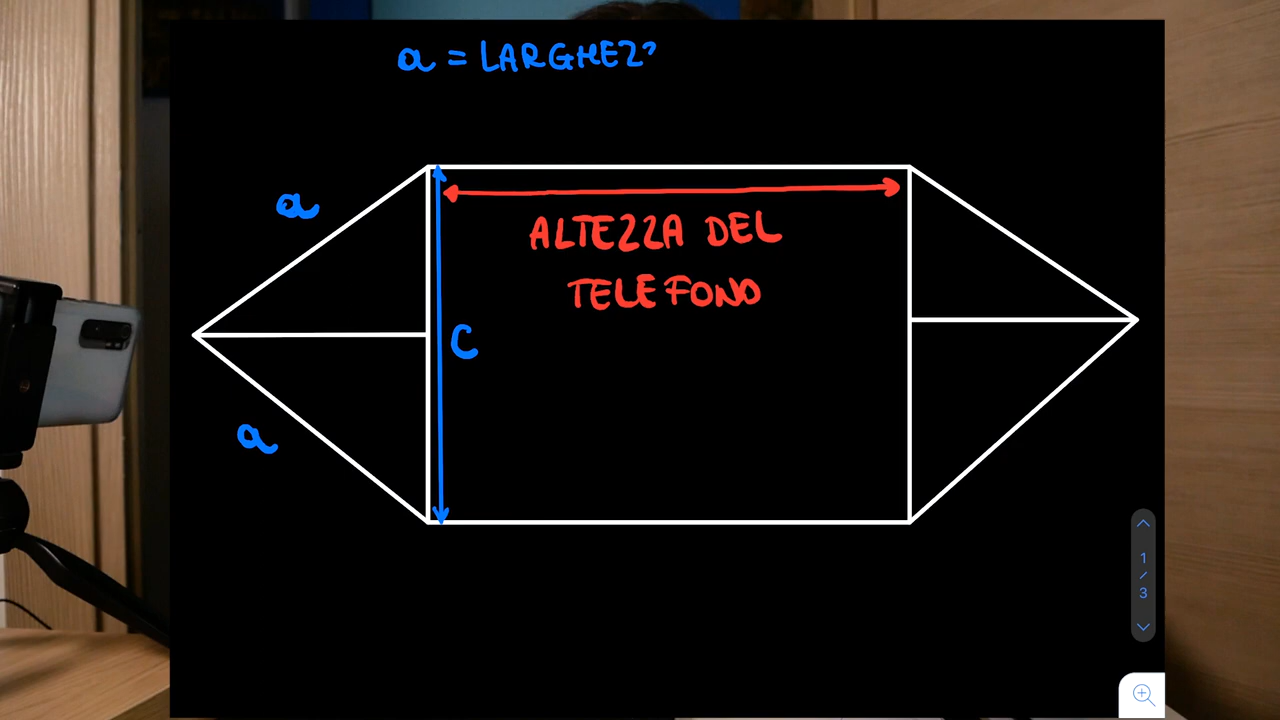 a = LARGHEZ
a
ALTEZZA DEL
TELEFONO
C
a
1
/
3